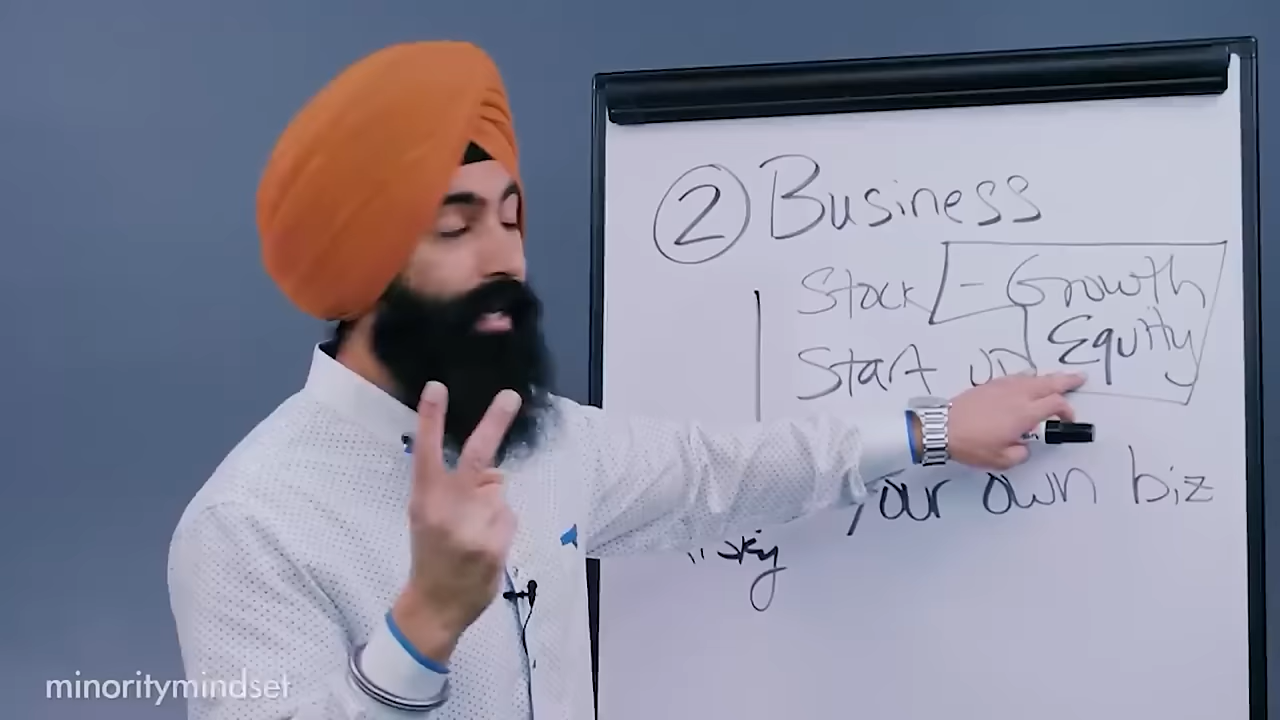 ② Business
Stock - Growth
Start up Equity
your own biz
minoritymindset